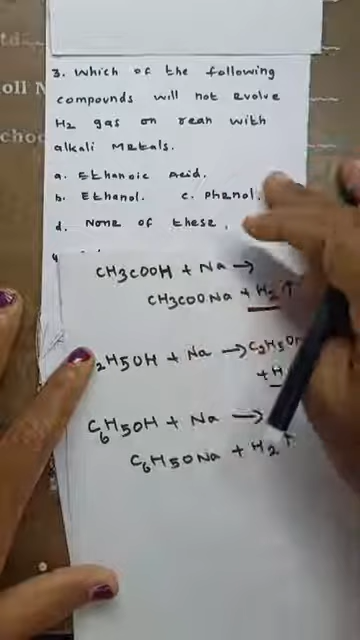 3. Which of the following
compounds will not evolve
H2 gas on reah with
alkali Metals.
a. Ethanoic Acid.
b. Ethanol. c. Phenol.
d. None of these.
CH3COOH + Na →
CH3COONa + H2 ↑
2H5OH + Na → C2H5O
+ H
C6H5OH + Na →
C6H5ONa + H2 ↑